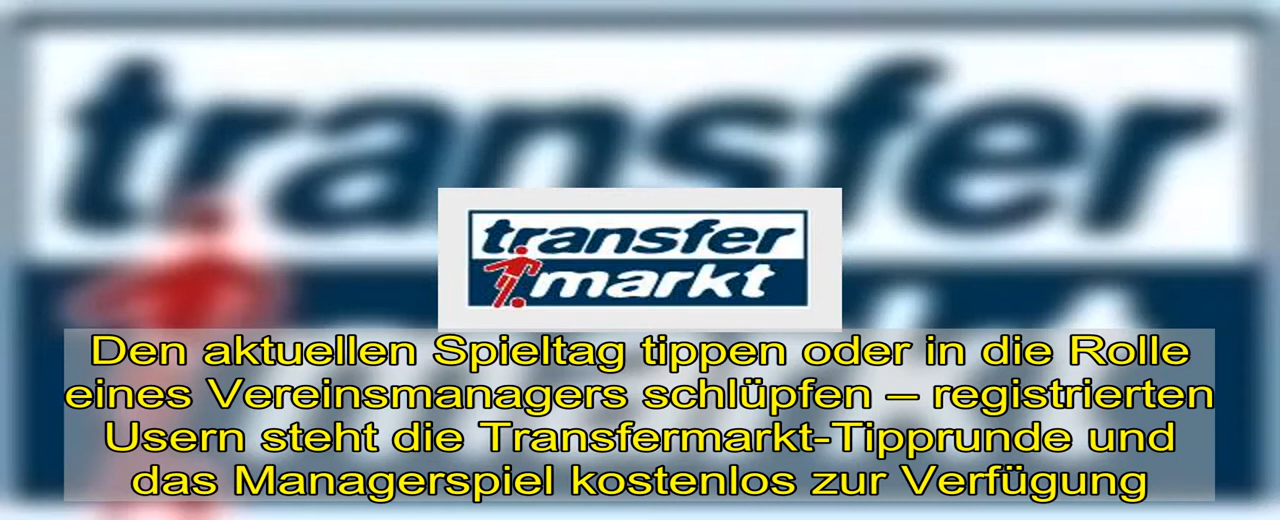 transfer
transfer
markt
Den aktuellen Spieltag tippen oder in die Rolle
eines Vereinsmanagers schlüpfen – registrierten
Usern steht die Transfermarkt-Tipprunde und
das Managerspiel kostenlos zur Verfügung